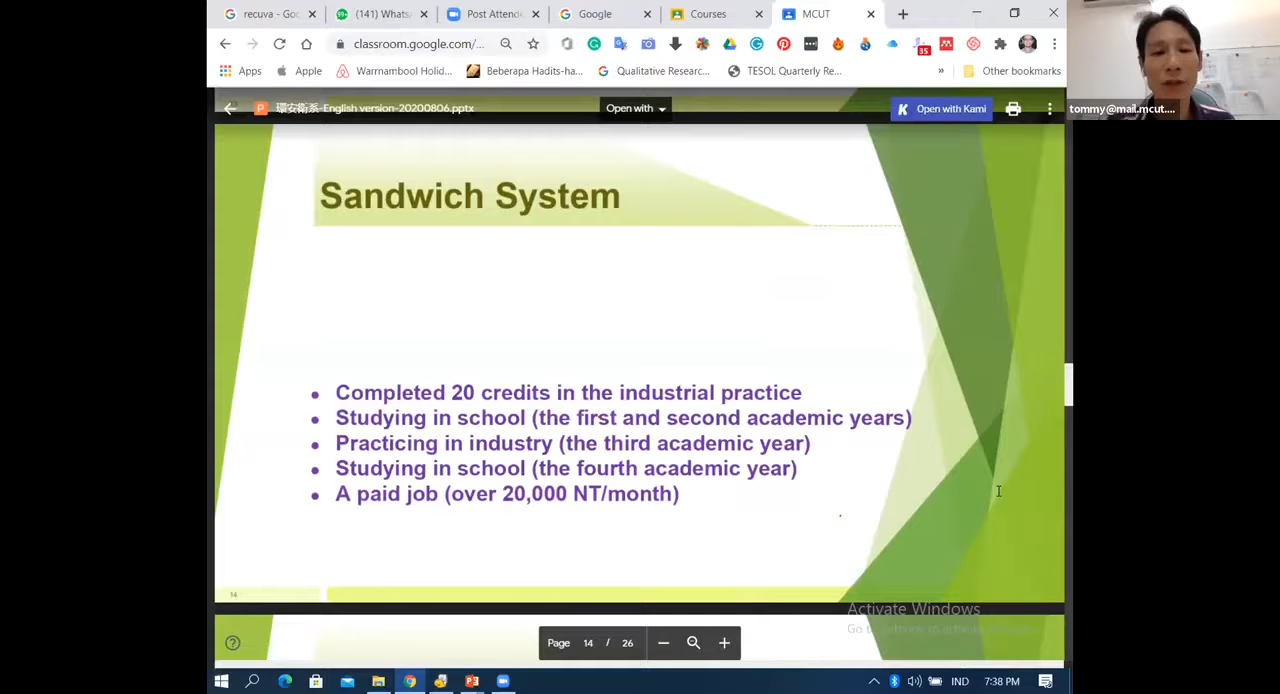 recuva - Goo
(141) Whats
Post Attende
Google
Courses
MCUT
classroom.google.com/...
35
Apps
Apple
Warrnambool Holid...
Beberapa Hadits-ha...
Qualitative Researc...
TESOL Quarterly Re...
»
Other bookmarks
tommy@mail.mcut....
環安衛系-English version-20200806.pptx
Open with
Open with Kami
Sandwich System
• Completed 20 credits in the industrial practice
• Studying in school (the first and second academic years)
• Practicing in industry (the third academic year)
• Studying in school (the fourth academic year)
• A paid job (over 20,000 NT/month)
14
Activate Windows
Page 14 / 26
IND
7:38 PM